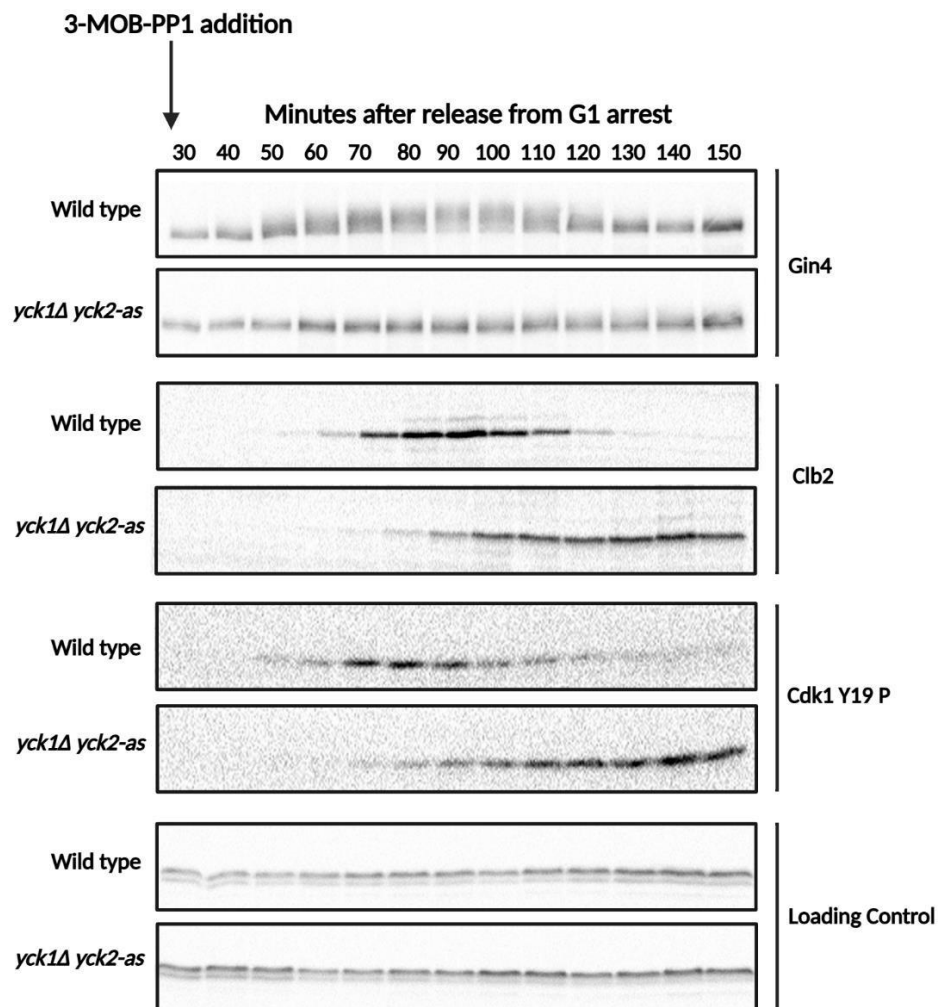 3-MOB-PP1 addition
Minutes after release from G1 arrest
30 40 50 60 70 80 90 100 110 120 130 140 150
Wild type
Gin4
yck1Δ yck2-as
Wild type
Clb2
yck1Δ yck2-as
Wild type
Cdk1 Y19 P
yck1Δ yck2-as
Wild type
Loading Control
yck1Δ yck2-as